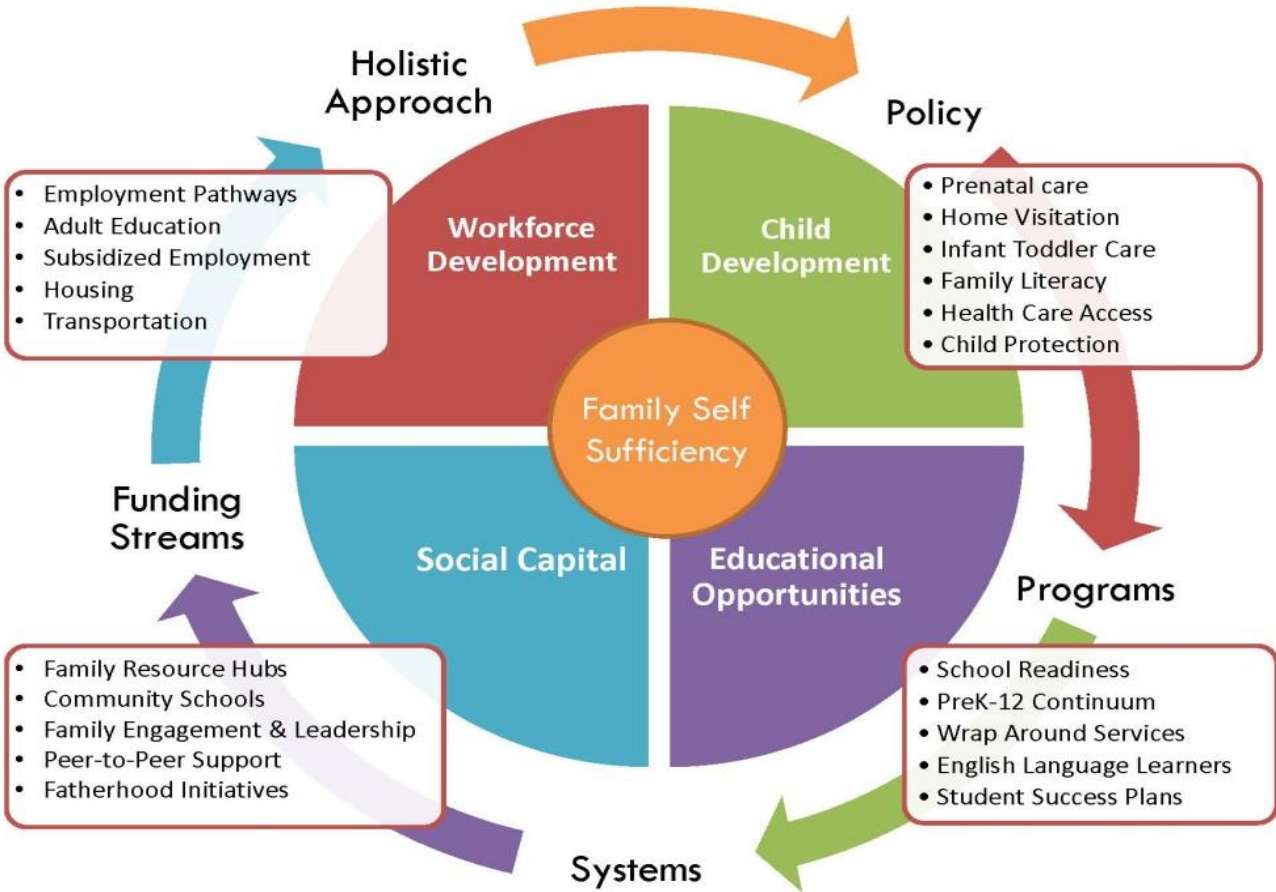 Holistic
Approach
Policy
• Employment Pathways
• Adult Education
• Subsidized Employment
• Housing
• Transportation
Workforce
Development
Child
Development
• Prenatal care
• Home Visitation
• Infant Toddler Care
• Family Literacy
• Health Care Access
• Child Protection
Family Self
Sufficiency
Funding
Streams
Social Capital
Educational
Opportunities
Programs
• Family Resource Hubs
• Community Schools
• Family Engagement & Leadership
• Peer-to-Peer Support
• Fatherhood Initiatives
• School Readiness
• PreK-12 Continuum
• Wrap Around Services
• English Language Learners
• Student Success Plans
Systems